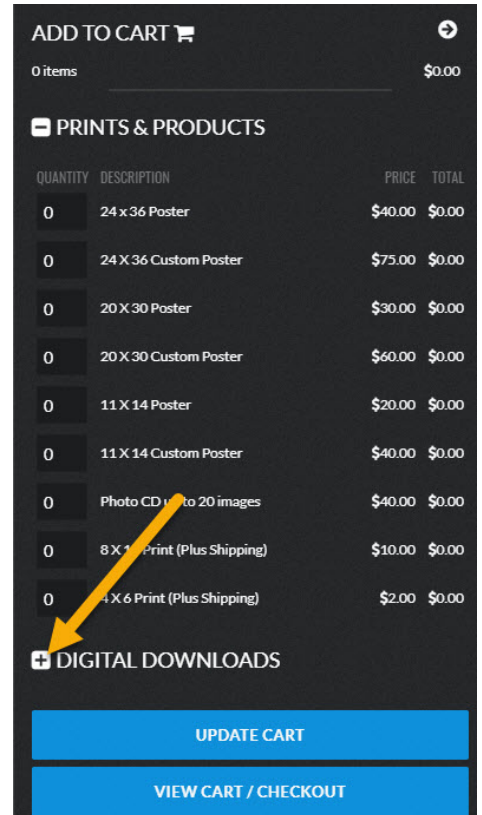 ADD TO CART
0 items $0.00
PRINTS & PRODUCTS
QUANTITY DESCRIPTION PRICE TOTAL
0 24 x 36 Poster $40.00 $0.00
0 24 X 36 Custom Poster $75.00 $0.00
0 20 X 30 Poster $30.00 $0.00
0 20 X 30 Custom Poster $60.00 $0.00
0 11 X 14 Poster $20.00 $0.00
0 11 X 14 Custom Poster $40.00 $0.00
0 Photo CD to 20 images $40.00 $0.00
0 8 X Print (Plus Shipping) $10.00 $0.00
0 X 6 Print (Plus Shipping) $2.00 $0.00
DIGITAL DOWNLOADS
UPDATE CART
VIEW CART / CHECKOUT